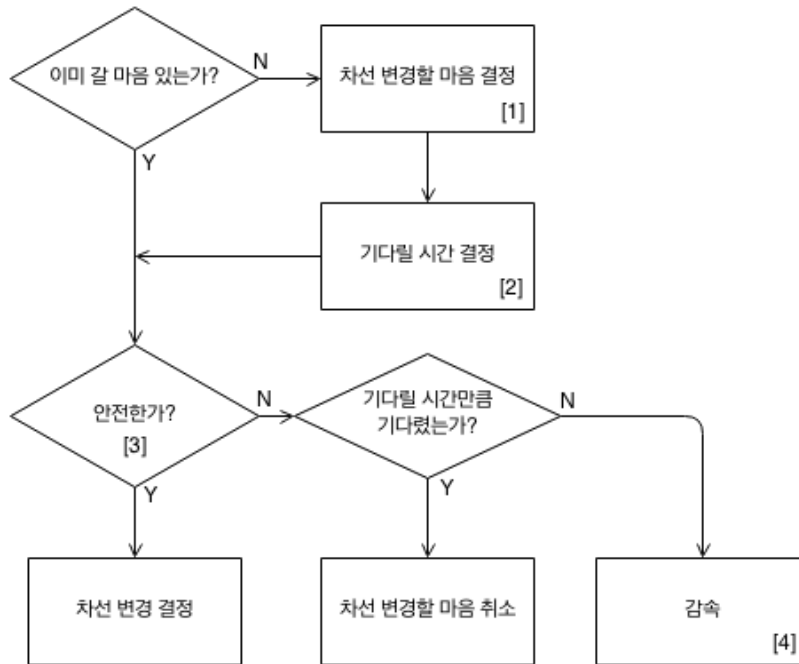 이미 갈 마음 있는가?
N
차선 변경할 마음 결정
[1]
Y
기다릴 시간 결정
[2]
안전한가?
[3]
N
기다릴 시간만큼
기다렸는가?
N
Y
Y
차선 변경 결정
차선 변경할 마음 취소
감속
[4]